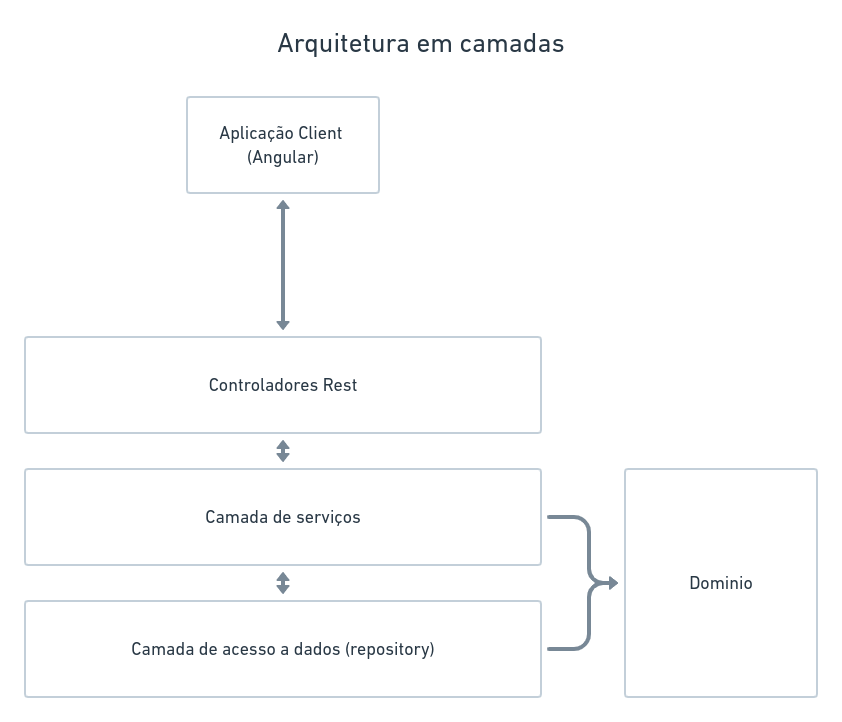 Arquitetura em camadas
Aplicação Client
(Angular)
Controladores Rest
Camada de serviços
Camada de acesso a dados (repository)
Dominio